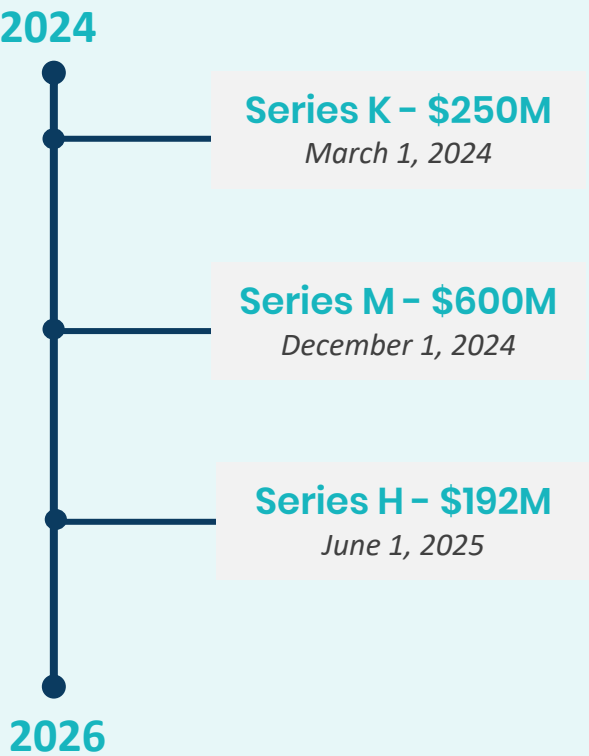 2024
Series K – $250M
March 1, 2024
Series M – $600M
December 1, 2024
Series H – $192M
June 1, 2025
2026